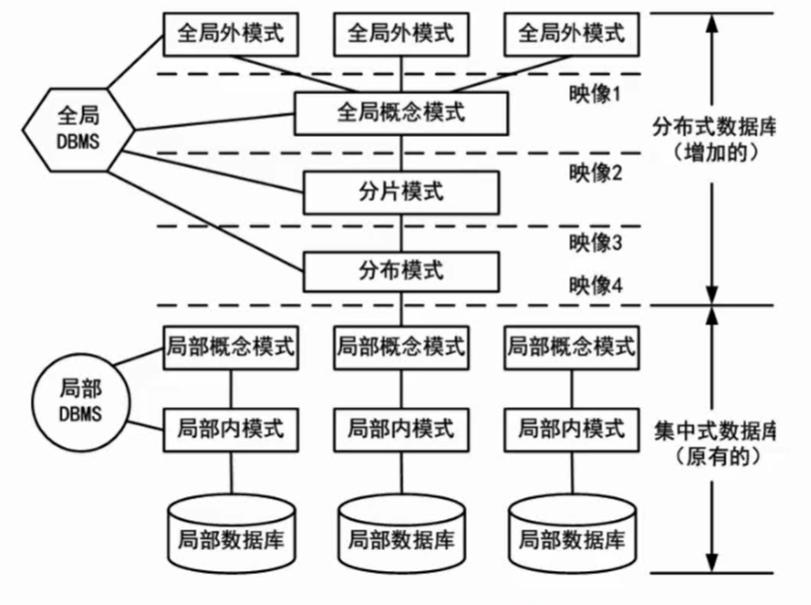 全局外模式
全局外模式
全局外模式
映像1
全局
DBMS
全局概念模式
分布式数据库
（增加的）
映像2
分片模式
映像3
分布模式
映像4
局部概念模式
局部概念模式
局部概念模式
局部
DBMS
局部内模式
局部内模式
局部内模式
集中式数据库
（原有的）
局部数据库
局部数据库
局部数据库